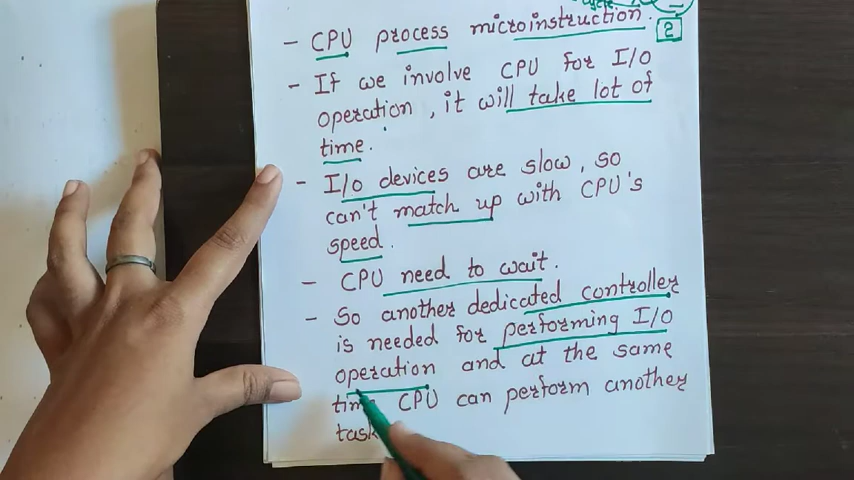 2
- CPU process microinstruction.
- If we involve CPU for I/O
operation, it will take lot of
time.
- I/o devices are slow, so
can't match up with CPU's
speed.
- CPU need to wait.
- So another dedicated controller
is needed for performing I/O
operation and at the same
time CPU can perform another
task